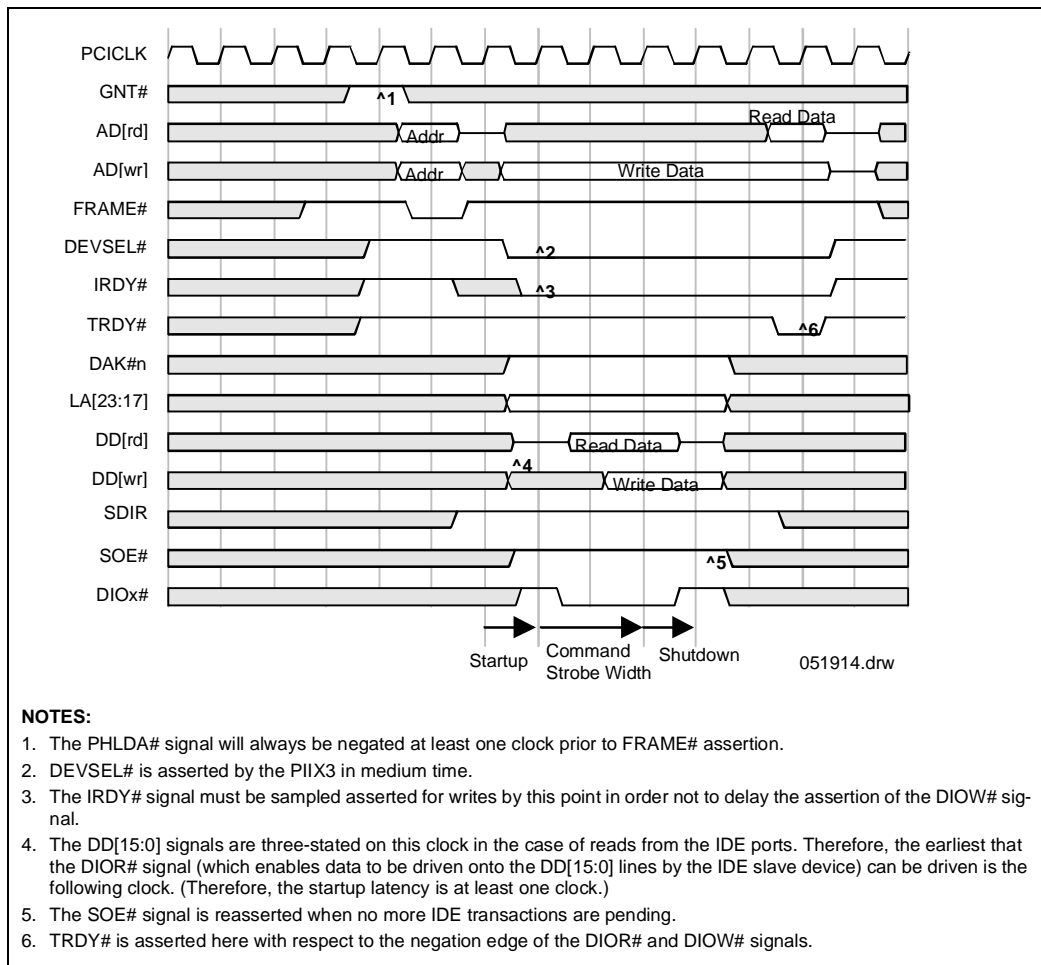 PCICLK
GNT#
^1
Read Data
AD[rd]
Addr
AD[wr]
Addr
Write Data
FRAME#
DEVSEL#
^2
IRDY#
^3
TRDY#
^6
DAK#n
LA[23:17]
DD[rd]
Read Data
^4
DD[wr]
Write Data
SDIR
SOE#
^5
DIOx#
Startup
Command
Strobe Width
Shutdown
051914.drw
NOTES:
1. The PHLDA# signal will always be negated at least one clock prior to FRAME# assertion.
2. DEVSEL# is asserted by the PIIX3 in medium time.
3. The IRDY# signal must be sampled asserted for writes by this point in order not to delay the assertion of the DIOW# sig-
nal.
4. The DD[15:0] signals are three-stated on this clock in the case of reads from the IDE ports. Therefore, the earliest that
the DIOR# signal (which enables data to be driven onto the DD[15:0] lines by the IDE slave device) can be driven is the
following clock. (Therefore, the startup latency is at least one clock.)
5. The SOE# signal is reasserted when no more IDE transactions are pending.
6. TRDY# is asserted here with respect to the negation edge of the DIOR# and DIOW# signals.